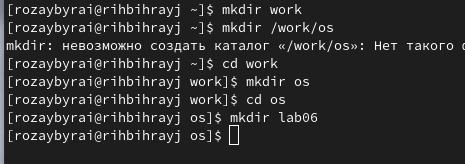 [rozaybyrai@rihbihrayj ~]$ mkdir work
[rozaybyrai@rihbihrayj ~]$ mkdir /work/os
mkdir: невозможно создать каталог «/work/os»: Нет такого
[rozaybyrai@rihbihrayj ~]$ cd work
[rozaybyrai@rihbihrayj work]$ mkdir os
[rozaybyrai@rihbihrayj work]$ cd os
[rozaybyrai@rihbihrayj os]$ mkdir lab06
[rozaybyrai@rihbihrayj os]$